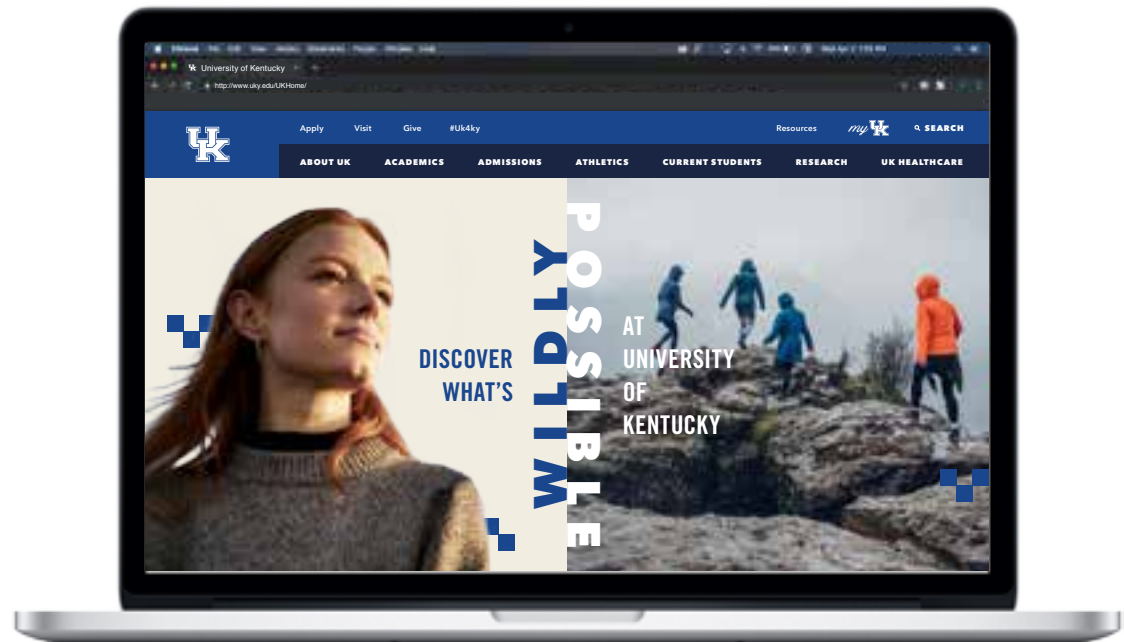 University of Kentucky
http://www.uky.edu/UKHome/
UK
Apply Visit Give #Uk4ky
Resources my UK SEARCH
ABOUT UK ACADEMICS ADMISSIONS ATHLETICS CURRENT STUDENTS RESEARCH UK HEALTHCARE
DISCOVER
WHAT'S
WILDLY
POSSIBLE
AT
UNIVERSITY
OF
KENTUCKY